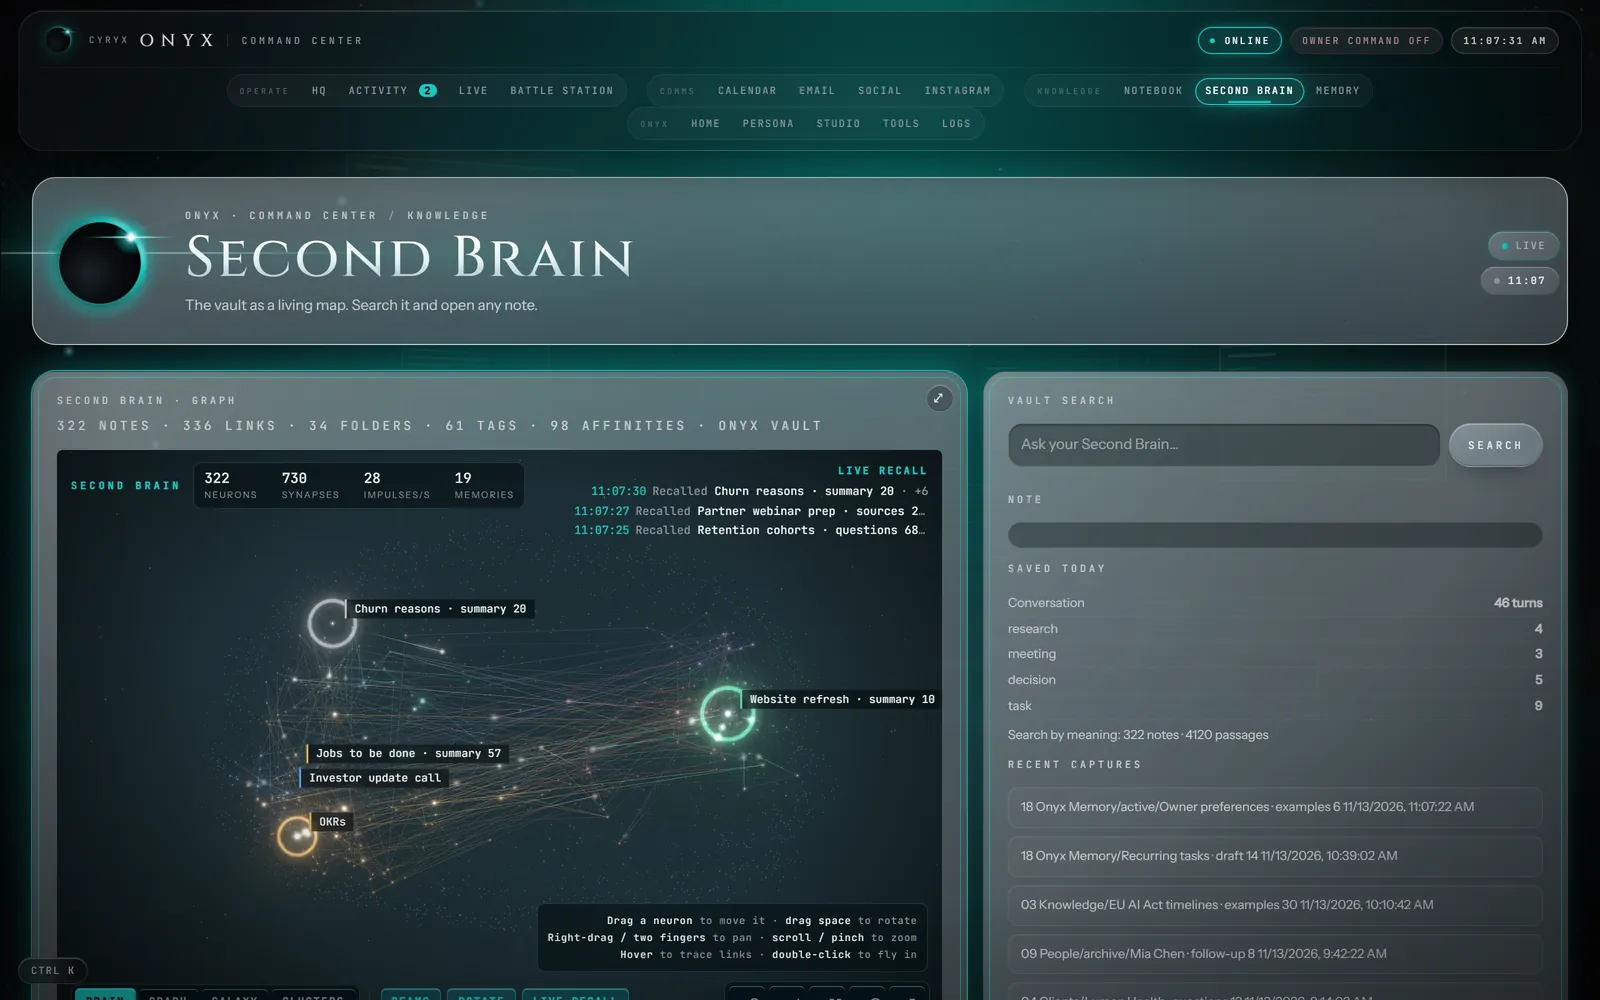 CYRYX ONYX COMMAND CENTER
ONLINE
OWNER COMMAND OFF
11:07:31 AM
OPERATE HQ ACTIVITY 2 LIVE BATTLE STATION
COMMS CALENDAR EMAIL SOCIAL INSTAGRAM
KNOWLEDGE NOTEBOOK SECOND BRAIN MEMORY
ONYX HOME PERSONA STUDIO TOOLS LOGS
ONYX · COMMAND CENTER / KNOWLEDGE
SECOND BRAIN
The vault as a living map. Search it and open any note.
LIVE
11:07
SECOND BRAIN · GRAPH
322 NOTES · 336 LINKS · 34 FOLDERS · 61 TAGS · 98 AFFINITIES · ONYX VAULT
SECOND BRAIN
322 NEURONS
730 SYNAPSES
28 IMPULSES/S
19 MEMORIES
LIVE RECALL
11:07:30 Recalled Churn reasons · summary 20 · +6
11:07:27 Recalled Partner webinar prep · sources 2…
11:07:25 Recalled Retention cohorts · questions 68…
Churn reasons · summary 20
Website refresh · summary 10
Jobs to be done · summary 57
Investor update call
OKRs
Drag a neuron to move it · drag space to rotate
Right-drag / two fingers to pan · scroll / pinch to zoom
Hover to trace links · double-click to fly in
CTRL K
BRAIN GRAPH GALAXY CLUSTERS BEAMS ROTATE LIVE RECALL
VAULT SEARCH
Ask your Second Brain...
SEARCH
NOTE
SAVED TODAY
Conversation 46 turns
research 4
meeting 3
decision 5
task 9
Search by meaning: 322 notes · 4120 passages
RECENT CAPTURES
18 Onyx Memory/active/Owner preferences · examples 6 11/13/2026, 11:07:22 AM
18 Onyx Memory/Recurring tasks · draft 14 11/13/2026, 10:39:02 AM
03 Knowledge/EU AI Act timelines · examples 30 11/13/2026, 10:10:42 AM
09 People/archive/Mia Chen · follow-up 8 11/13/2026, 9:42:22 AM